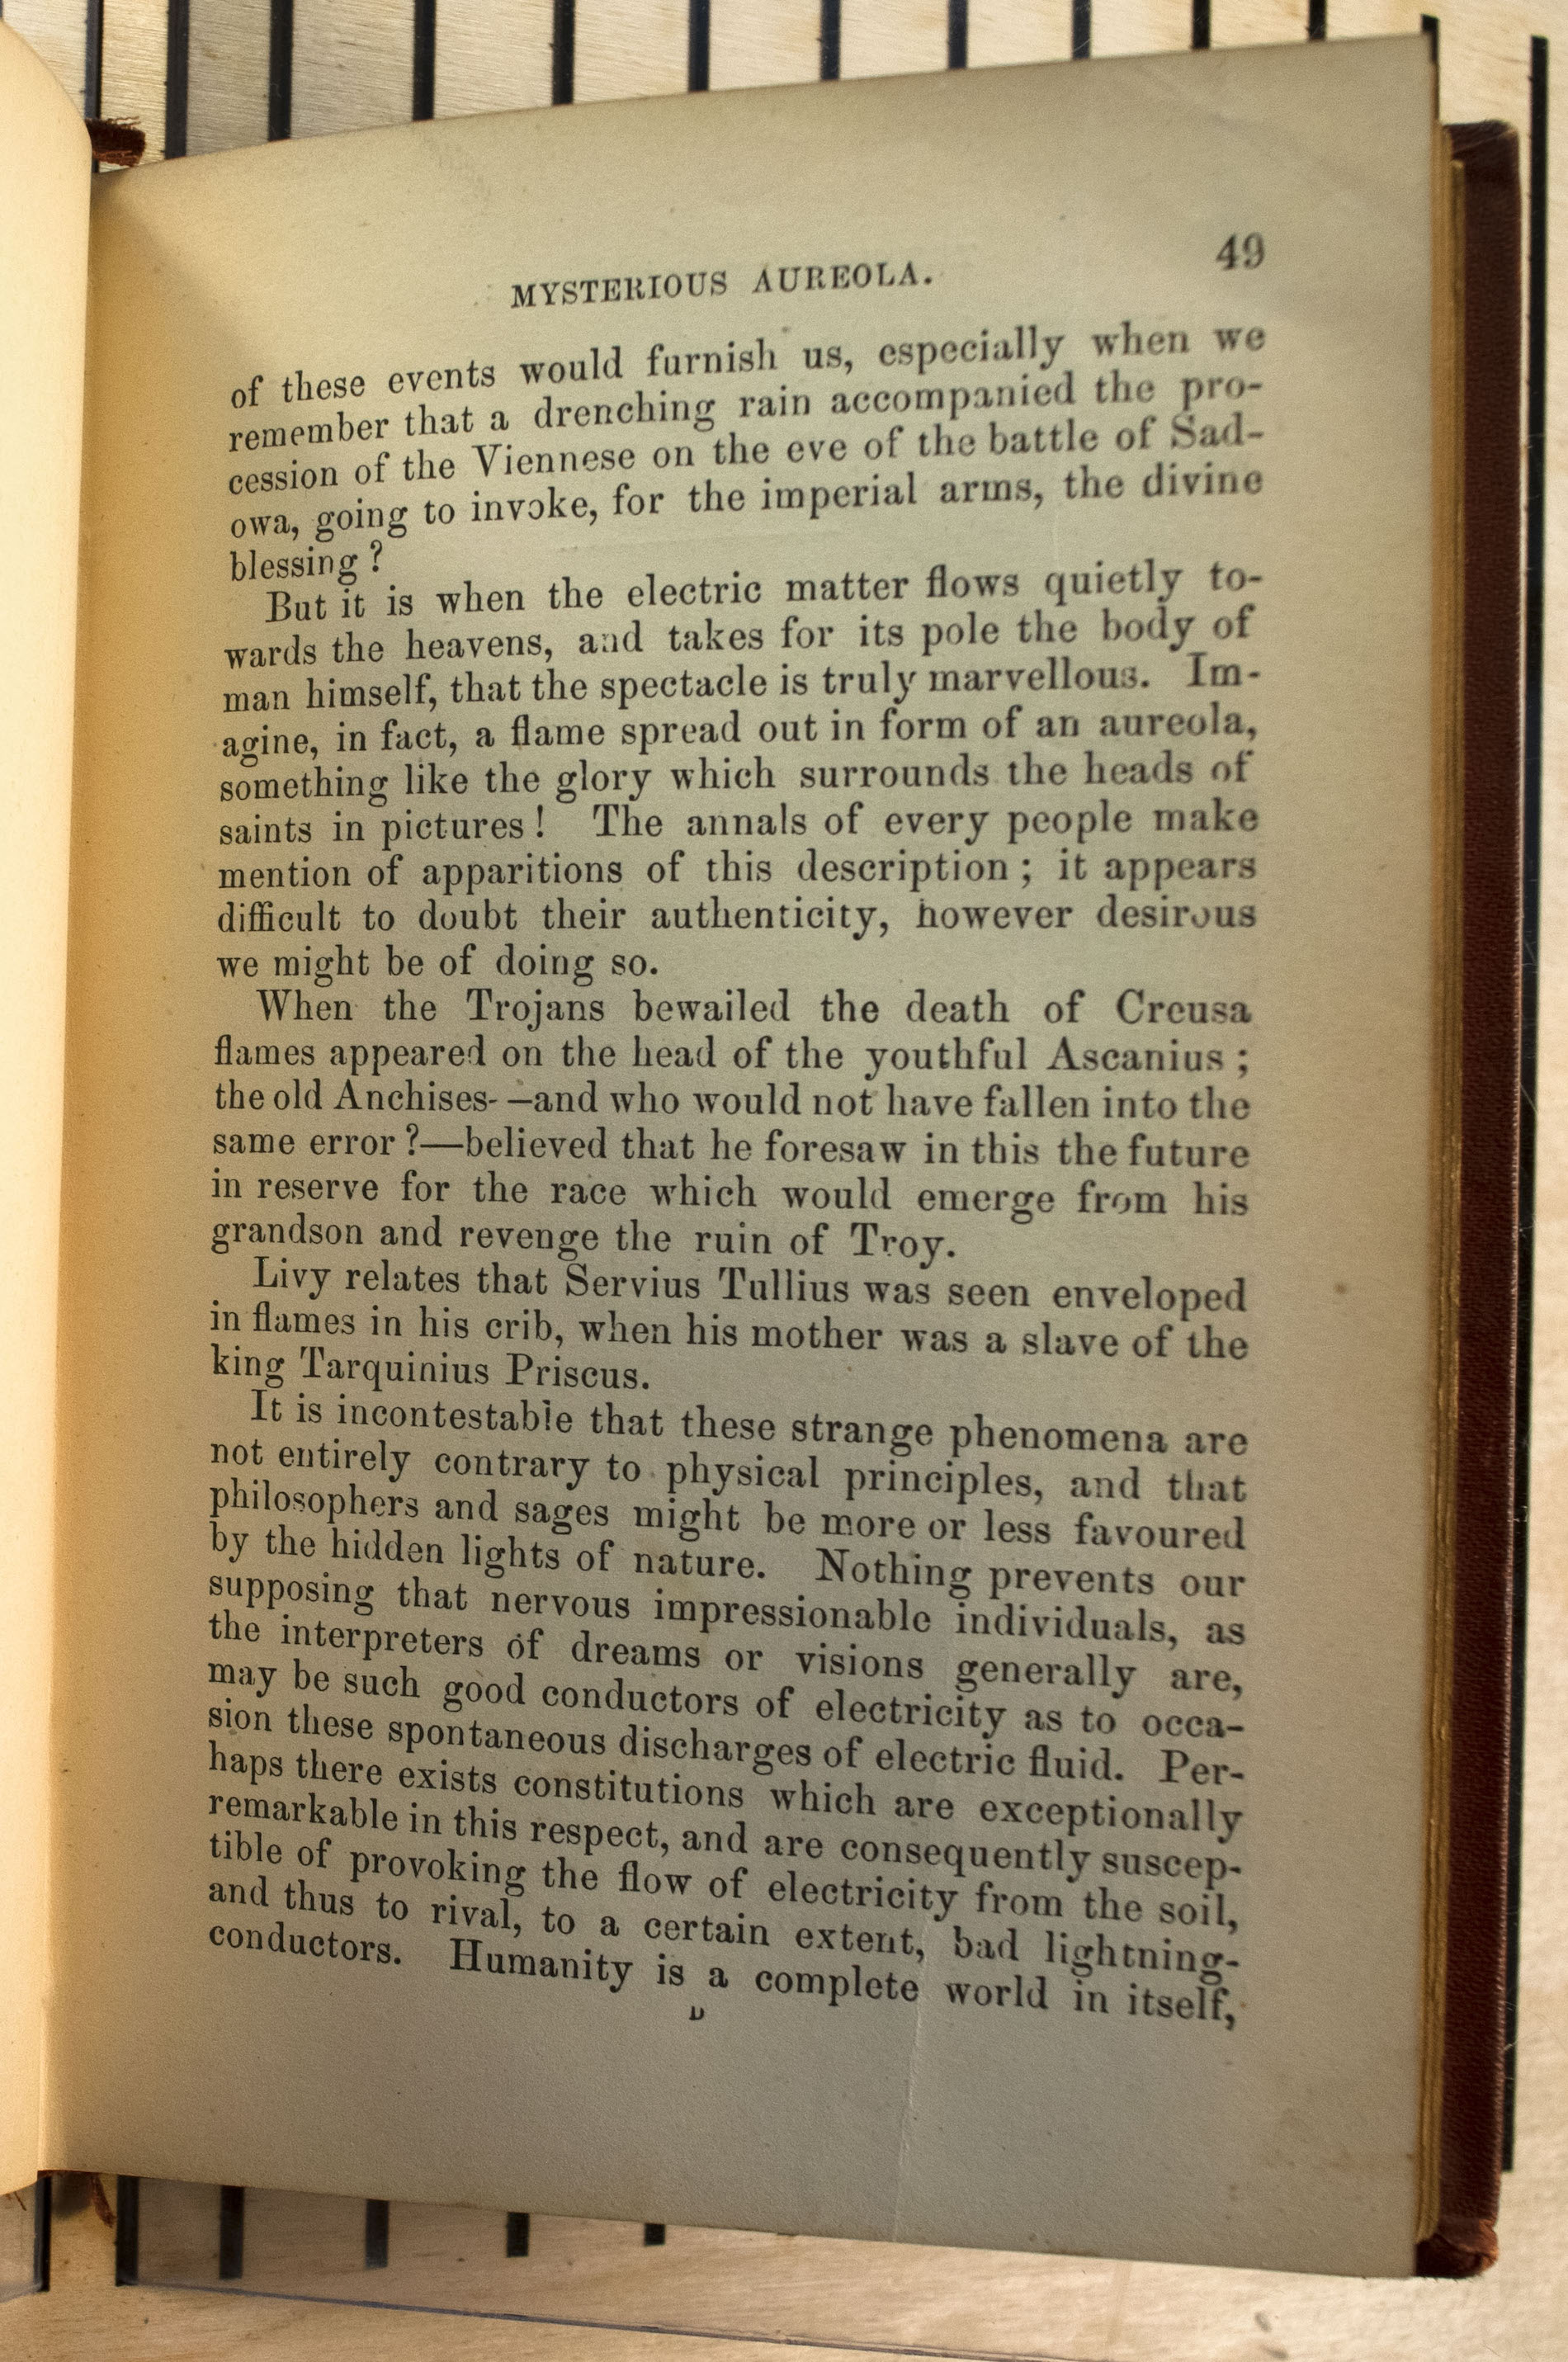 MYSTERIOUS AUREOLA. 49
of these events would furnish us, especially when we
remember that a drenching rain accompanied the pro-
cession of the Viennese on the eve of the battle of Sad-
owa, going to invoke, for the imperial arms, the divine
blessing ?
But it is when the electric matter flows quietly to-
wards the heavens, and takes for its pole the body of
man himself, that the spectacle is truly marvellous. Im-
agine, in fact, a flame spread out in form of an aureola,
something like the glory which surrounds the heads of
saints in pictures ! The annals of every people make
mention of apparitions of this description ; it appears
difficult to doubt their authenticity, however desirous
we might be of doing so.
When the Trojans bewailed the death of Creusa
flames appeared on the head of the youthful Ascanius ;
the old Anchises- —and who would not have fallen into the
same error ?—believed that he foresaw in this the future
in reserve for the race which would emerge from his
grandson and revenge the ruin of Troy.
Livy relates that Servius Tullius was seen enveloped
in flames in his crib, when his mother was a slave of the
king Tarquinius Priscus.
It is incontestable that these strange phenomena are
not entirely contrary to physical principles, and that
philosophers and sages might be more or less favoured
by the hidden lights of nature. Nothing prevents our
supposing that nervous impressionable individuals, as
the interpreters of dreams or visions generally are,
may be such good conductors of electricity as to occa-
sion these spontaneous discharges of electric fluid. Per-
haps there exists constitutions which are exceptionally
remarkable in this respect, and are consequently suscep-
tible of provoking the flow of electricity from the soil,
and thus to rival, to a certain extent, bad lightning-
conductors. Humanity is a complete world in itself,
D